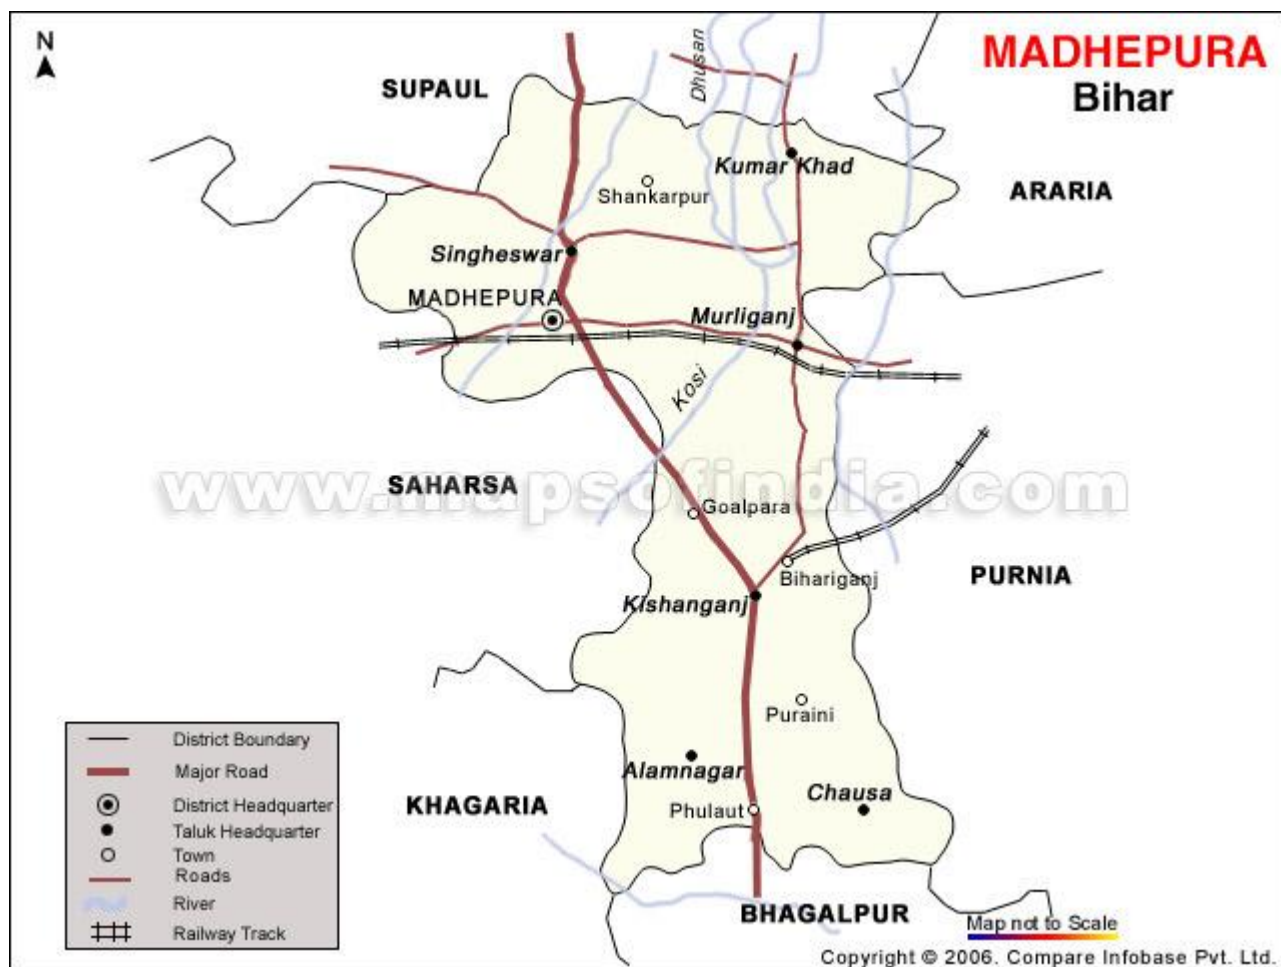 N
MADHEPURA
Bihar
SUPAUL
Dhusan
Kumar Khad
ARARIA
Shankarpur
Singheswar
MADHEPURA
Murliganj
Kosi
SAHARSA
www.mapsofindia.com
Goalpara
Bihariganj
PURNIA
Kishanganj
Puraini
Alamnagar
Chausa
KHAGARIA
Phulaut
BHAGALPUR
District Boundary
Major Road
District Headquarter
Taluk Headquarter
Town
Roads
River
Railway Track
Map not to Scale
Copyright © 2006. Compare Infobase Pvt. Ltd.